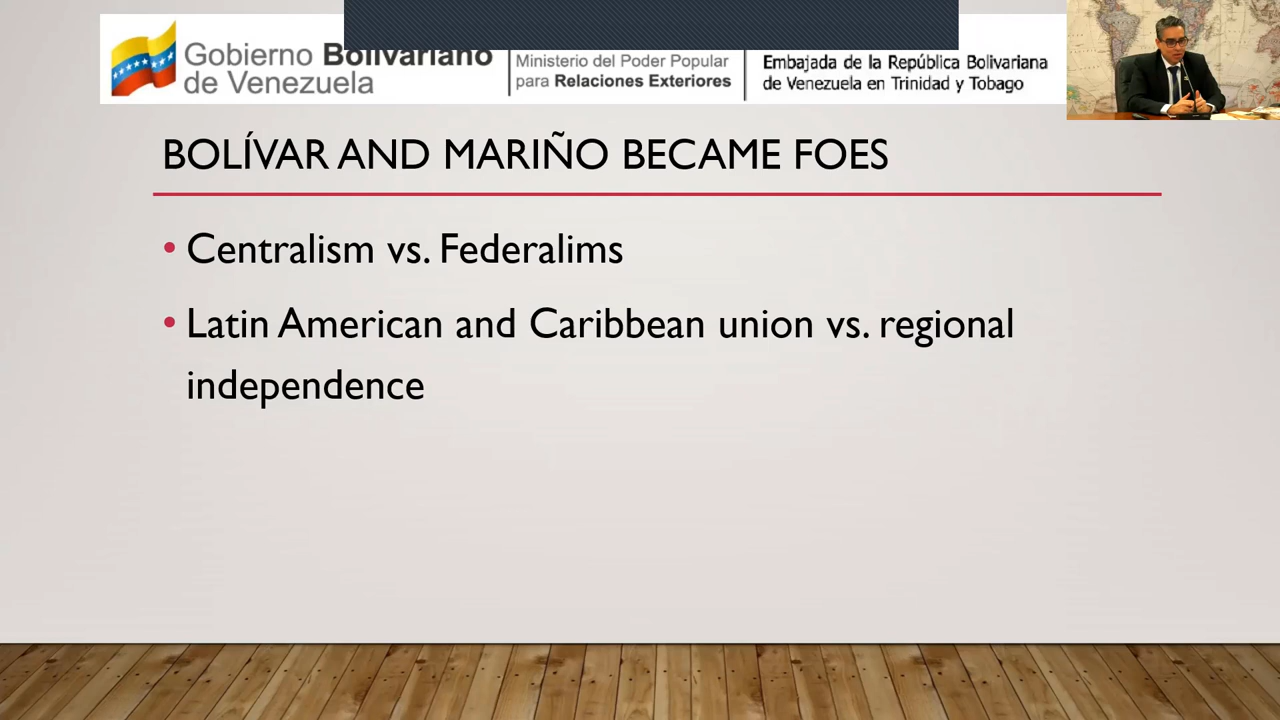 Gobierno Bolivariano
de Venezuela
Ministerio del Poder Popular
para Relaciones Exteriores
Embajada de la República Bolivariana
de Venezuela en Trinidad y Tobago
BOLÍVAR AND MARIÑO BECAME FOES
• Centralism vs. Federalims
• Latin American and Caribbean union vs. regional
independence